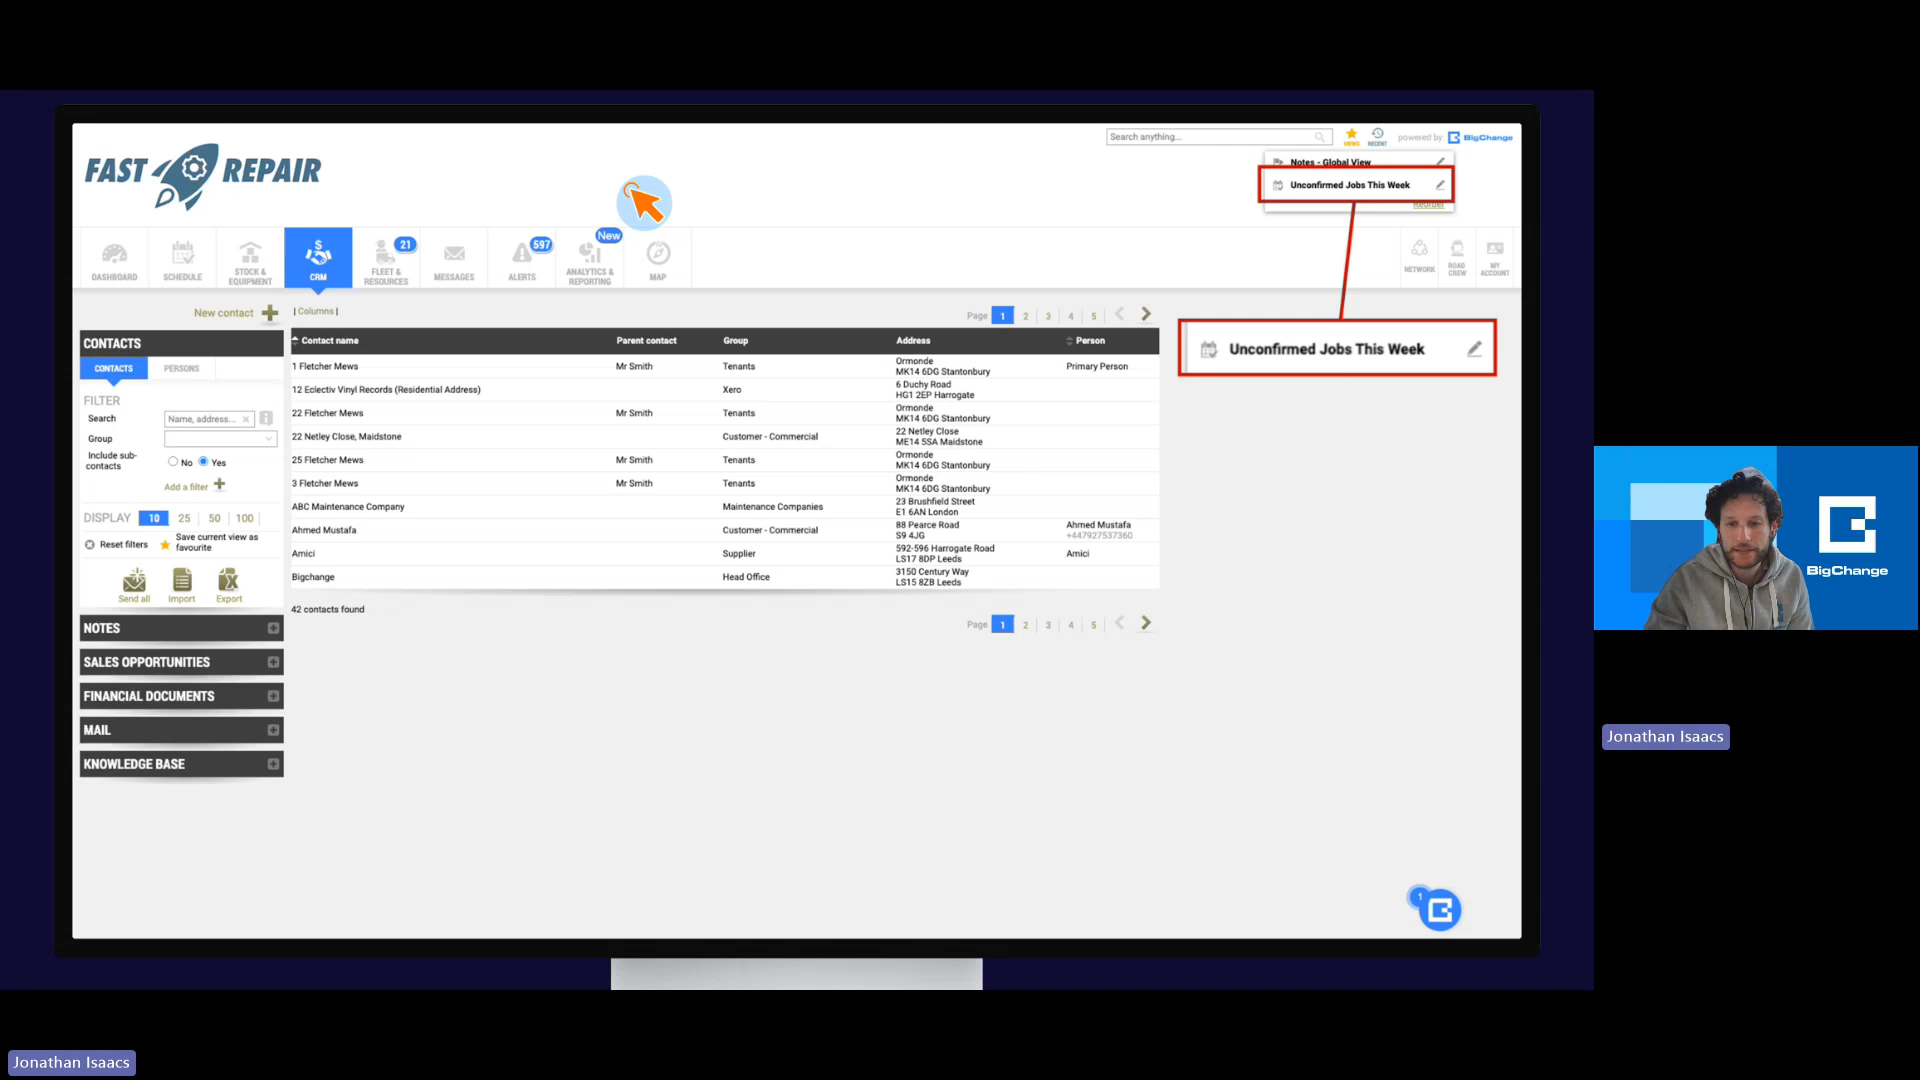 Search anything...
VIEWS
RECENT
powered by BigChange
FAST REPAIR
Notes - Global View
Unconfirmed Jobs This Week
Reorder
DASHBOARD
SCHEDULE
STOCK &
EQUIPMENT
CRM
21
FLEET &
RESOURCES
MESSAGES
597
ALERTS
New
ANALYTICS &
REPORTING
MAP
NETWORK
ROAD
CREW
MY
ACCOUNT
New contact
| Columns |
Page 1 2 3 4 5
CONTACTS
CONTACTS PERSONS
FILTER
Search Name, address...
Group
Include sub-
contacts
No Yes
Add a filter
DISPLAY 10 25 50 100
Reset filters
Save current view as
favourite
Send all Import Export
NOTES
SALES OPPORTUNITIES
FINANCIAL DOCUMENTS
MAIL
KNOWLEDGE BASE
Contact name Parent contact Group Address Person
1 Fletcher Mews Mr Smith Tenants Ormonde
MK14 6DG Stantonbury Primary Person
12 Eclectiv Vinyl Records (Residential Address) Xero 6 Duchy Road
HG1 2EP Harrogate
22 Fletcher Mews Mr Smith Tenants Ormonde
MK14 6DG Stantonbury
22 Netley Close, Maidstone Customer - Commercial 22 Netley Close
ME14 5SA Maidstone
25 Fletcher Mews Mr Smith Tenants Ormonde
MK14 6DG Stantonbury
3 Fletcher Mews Mr Smith Tenants Ormonde
MK14 6DG Stantonbury
ABC Maintenance Company Maintenance Companies 23 Brushfield Street
E1 6AN London
Ahmed Mustafa Customer - Commercial 88 Pearce Road
S9 4JG
Ahmed Mustafa
+447927537360
Amici Supplier 592-596 Harrogate Road
LS17 8DP Leeds Amici
Bigchange Head Office 3150 Century Way
LS15 8ZB Leeds
42 contacts found
Page 1 2 3 4 5
Unconfirmed Jobs This Week
1
BigChange
Jonathan Isaacs
Jonathan Isaacs